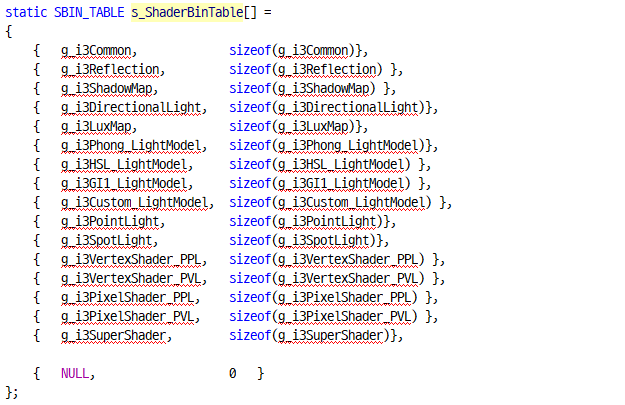 static SBIN_TABLE s_ShaderBinTable[] =
{
    {   g_i3Common,             sizeof(g_i3Common)},
    {   g_i3Reflection,         sizeof(g_i3Reflection) },
    {   g_i3ShadowMap,          sizeof(g_i3ShadowMap) },
    {   g_i3DirectionalLight,   sizeof(g_i3DirectionalLight)},
    {   g_i3LuxMap,             sizeof(g_i3LuxMap)},
    {   g_i3Phong_LightModel,   sizeof(g_i3Phong_LightModel)},
    {   g_i3HSL_LightModel,     sizeof(g_i3HSL_LightModel) },
    {   g_i3GI1_LightModel,     sizeof(g_i3GI1_LightModel) },
    {   g_i3Custom_LightModel,  sizeof(g_i3Custom_LightModel) },
    {   g_i3PointLight,         sizeof(g_i3PointLight)},
    {   g_i3SpotLight,          sizeof(g_i3SpotLight)},
    {   g_i3VertexShader_PPL,   sizeof(g_i3VertexShader_PPL) },
    {   g_i3VertexShader_PVL,   sizeof(g_i3VertexShader_PVL) },
    {   g_i3PixelShader_PPL,    sizeof(g_i3PixelShader_PPL) },
    {   g_i3PixelShader_PVL,    sizeof(g_i3PixelShader_PVL) },
    {   g_i3SuperShader,        sizeof(g_i3SuperShader)},

    {   NULL,                   0   }
};